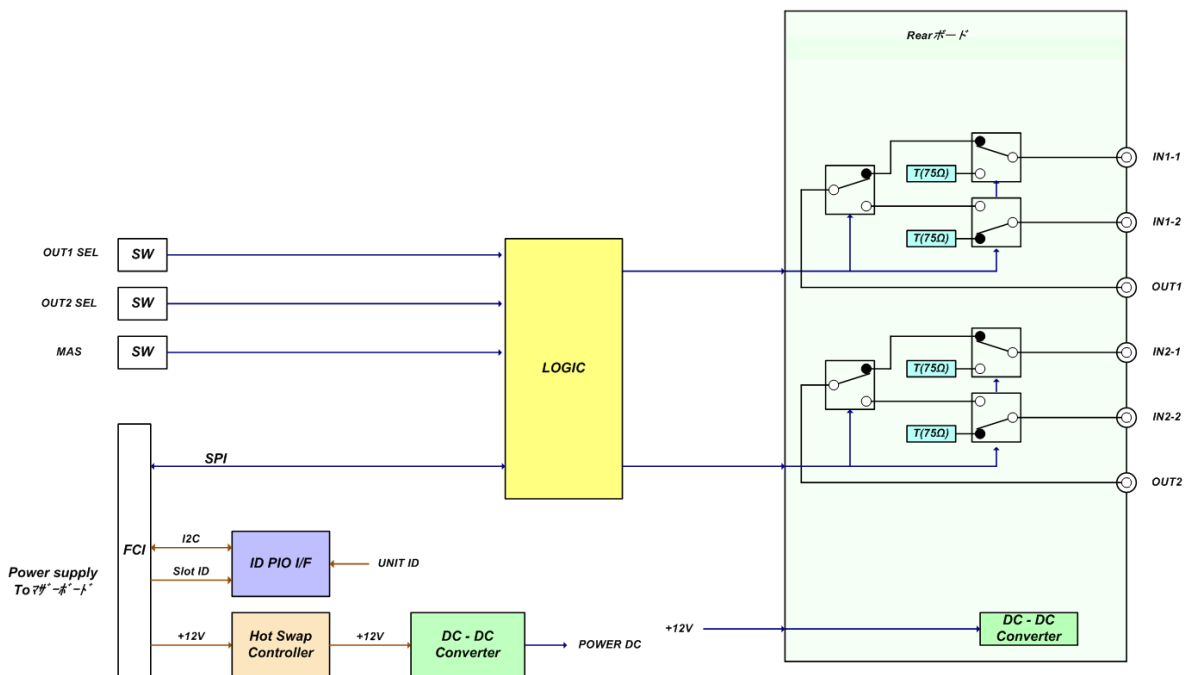 Rearボード
IN1-1
T(75Ω)
IN1-2
OUT1 SEL
SW
T(75Ω)
OUT1
OUT2 SEL
SW
MAS
SW
LOGIC
IN2-1
T(75Ω)
IN2-2
T(75Ω)
SPI
OUT2
FCI
I2C
ID PIO I/F
UNIT ID
Slot ID
Power supply
Toマザーボード
+12V
Hot Swap
Controller
+12V
DC - DC
Converter
POWER DC
+12V
DC - DC
Converter